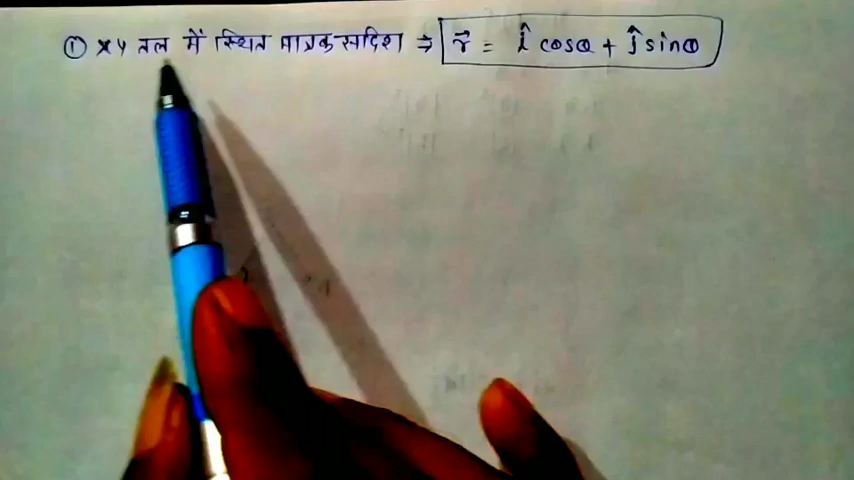 ① xy तल में स्थित मात्रक सदिश ⇒ r⃗ = î cosθ + ĵ sinθ